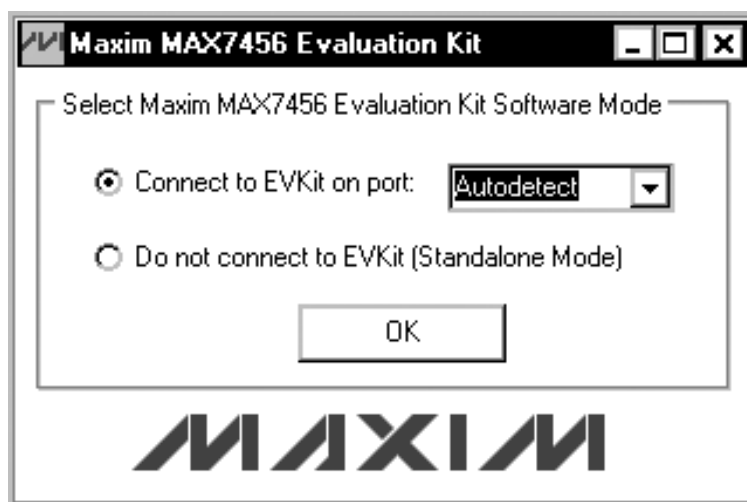 Maxim MAX7456 Evaluation Kit
Select Maxim MAX7456 Evaluation Kit Software Mode
Connect to EVKit on port: Autodetect
Do not connect to EVKit (Standalone Mode)
OK
MAXIM